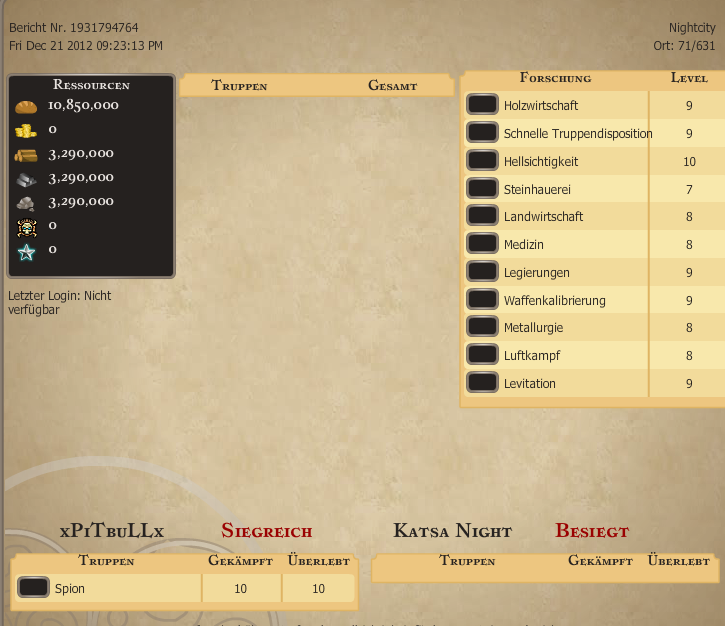 Bericht Nr. 1931794764
Fri Dec 21 2012 09:23:13 PM
Nightcity
Ort: 71/631
Ressourcen
10,850,000
0
3,290,000
3,290,000
3,290,000
0
0
Letzter Login: Nicht
verfügbar
Truppen Gesamt
Forschung Level
Holzwirtschaft 9
Schnelle Truppendisposition 9
Hellsichtigkeit 10
Steinhauerei 7
Landwirtschaft 8
Medizin 8
Legierungen 9
Waffenkalibrierung 9
Metallurgie 8
Luftkampf 8
Levitation 9
xPiTbuLLx Siegreich
Truppen Gekämpft Überlebt
Spion 10 10
Katsa Night Besiegt
Truppen Gekämpft Überlebt